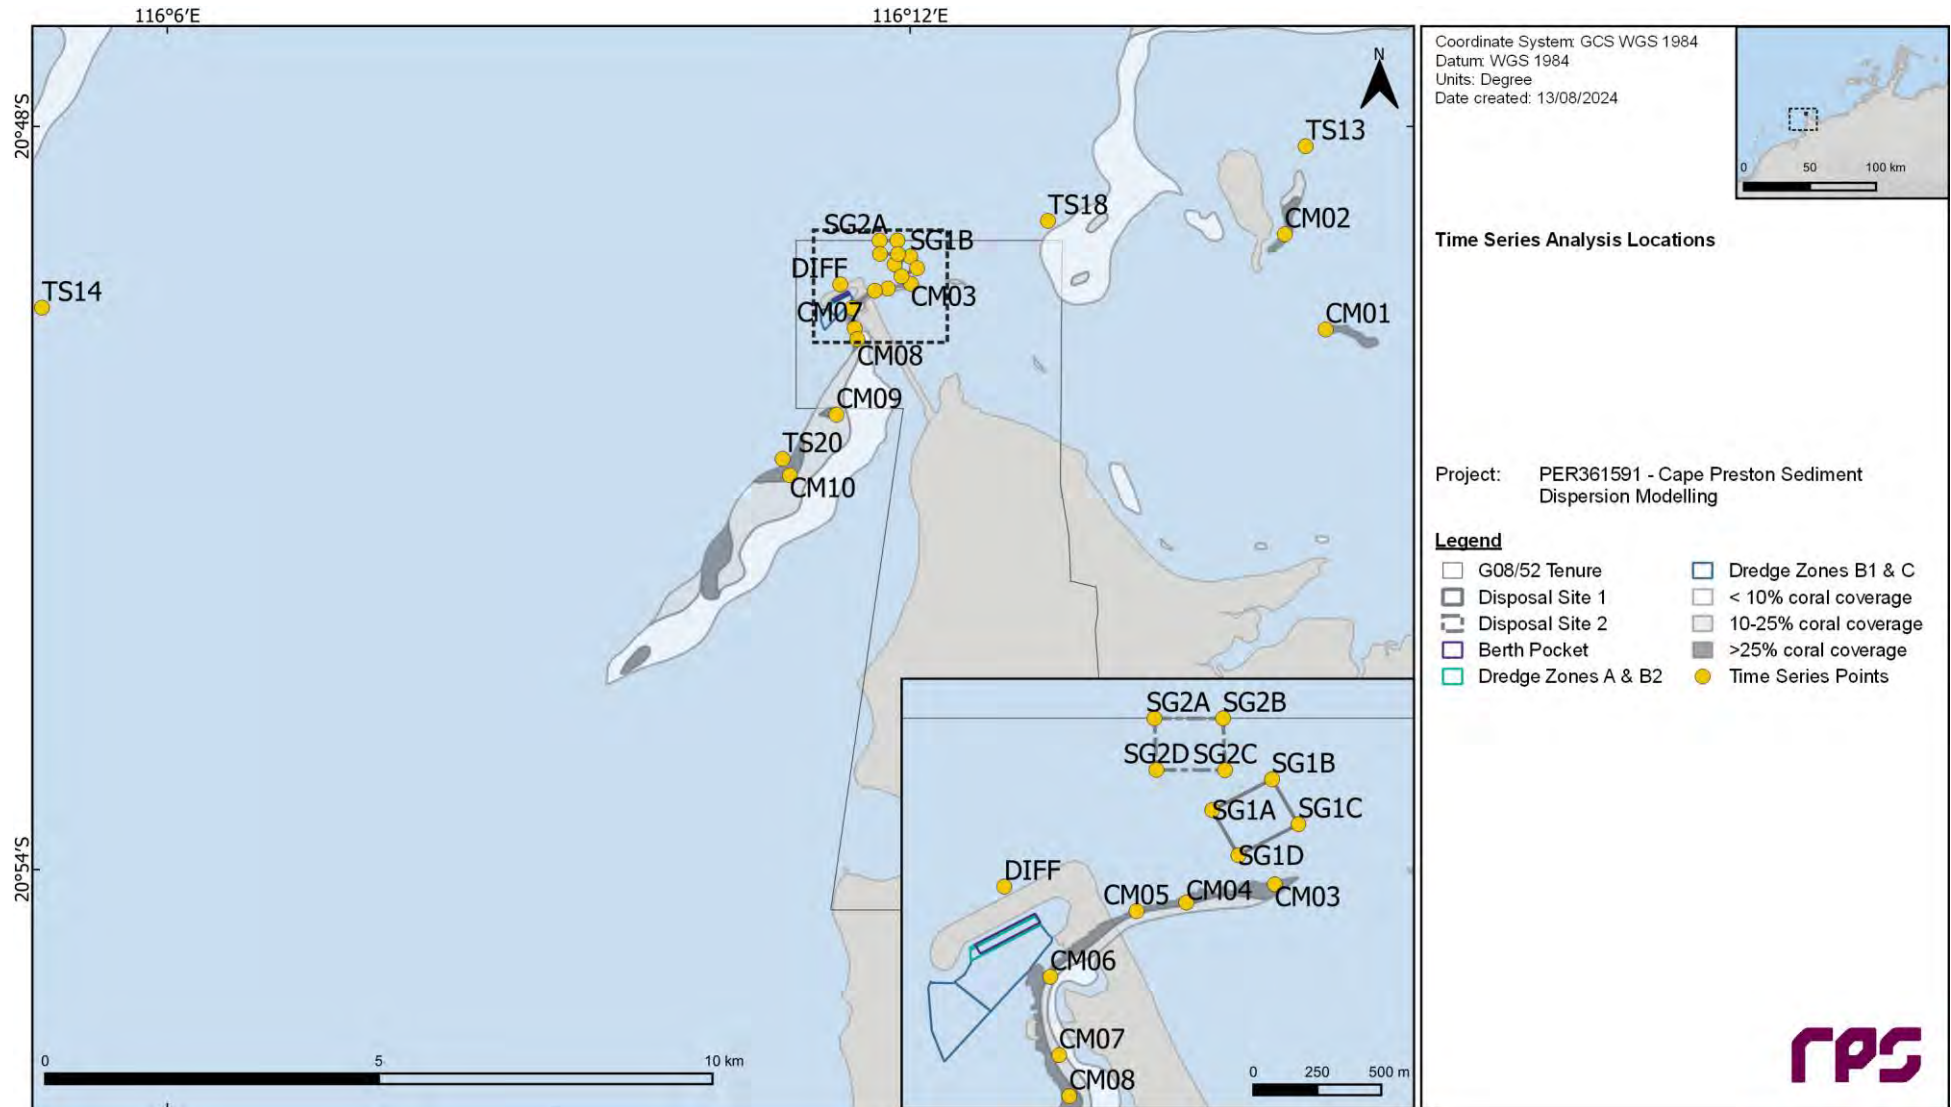 116°6'E
116°12'E
20°48'S
20°54'S
N
TS13
CM02
TS18
SG2A
SG1B
DIFF
CM03
TS14
CM07
CM01
CM08
CM09
TS20
CM10
0 5 10 km
SG2A
SG2B
SG2D
SG2C
SG1B
SG1A
SG1C
SG1D
DIFF
CM05
CM04
CM03
CM06
CM07
CM08
0 250 500 m
Coordinate System: GCS WGS 1984
Datum: WGS 1984
Units: Degree
Date created: 13/08/2024
0 50 100 km
Time Series Analysis Locations
Project: PER361591 - Cape Preston Sediment
Dispersion Modelling
Legend
G08/52 Tenure
Disposal Site 1
Disposal Site 2
Berth Pocket
Dredge Zones A & B2
Dredge Zones B1 & C
< 10% coral coverage
10-25% coral coverage
>25% coral coverage
Time Series Points
rps